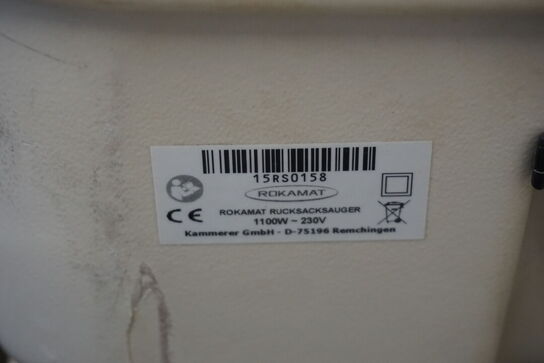 15RS0158
ROKAMAT
ROKAMAT RUCKSACKSAUGER
CE
1100W ~ 230V
Kammerer GmbH - D-75196 Remchingen